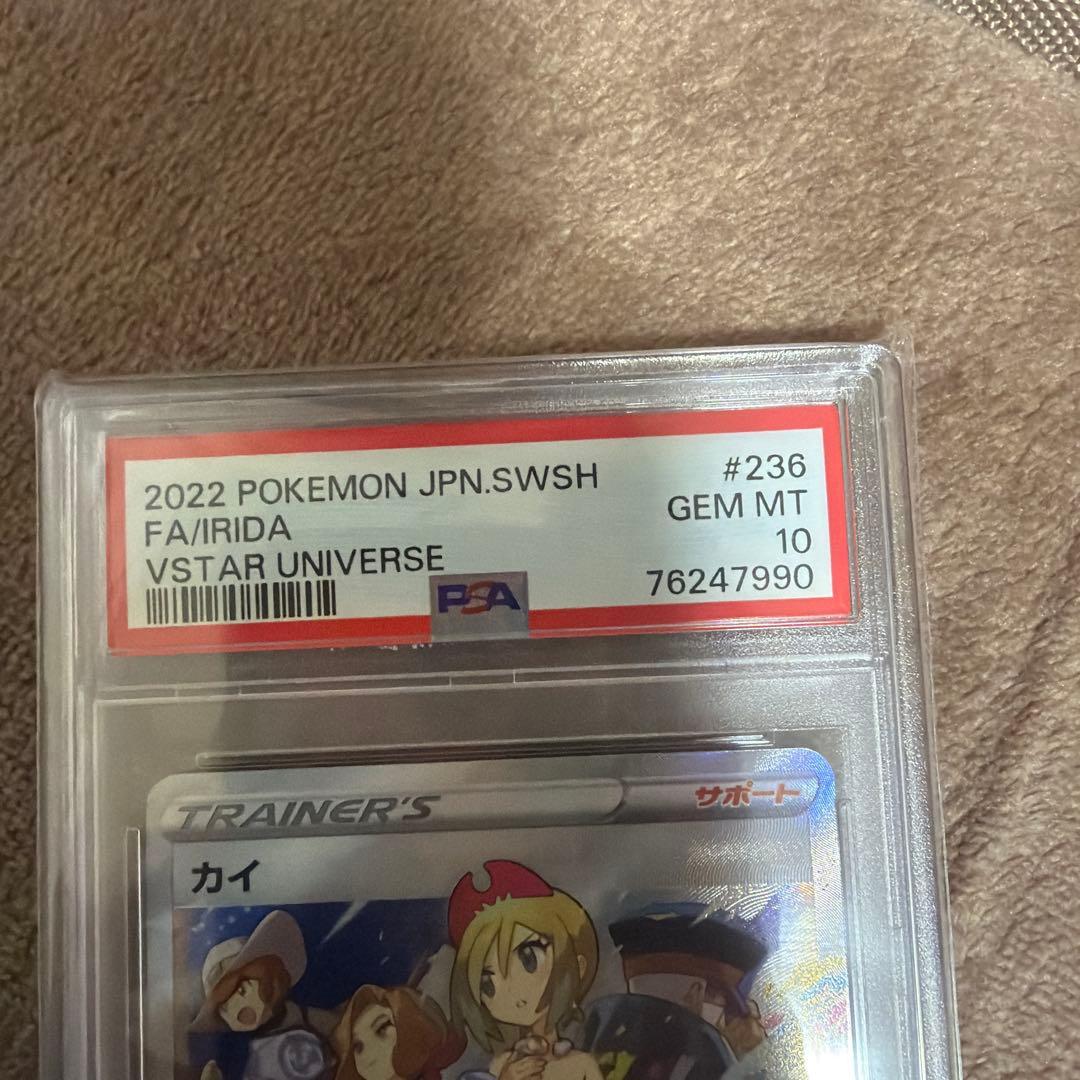 2022 POKEMON JPN.SWSH #236
FA/IRIDA GEM MT
VSTAR UNIVERSE 10
76247990
PSA
TRAINER'S サポート
カイ